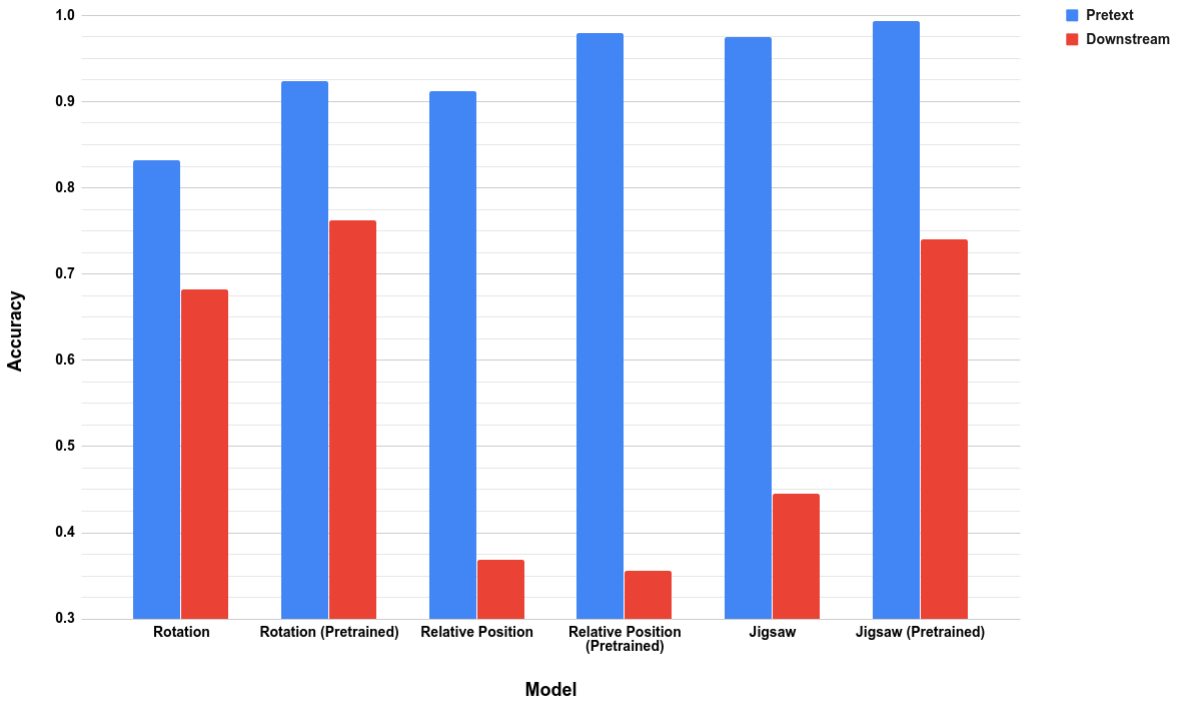 Pretext
Downstream
1.0
0.9
0.8
0.7
0.6
0.5
0.4
0.3
Accuracy
Rotation
Rotation (Pretrained)
Relative Position
Relative Position
(Pretrained)
Jigsaw
Jigsaw (Pretrained)
Model